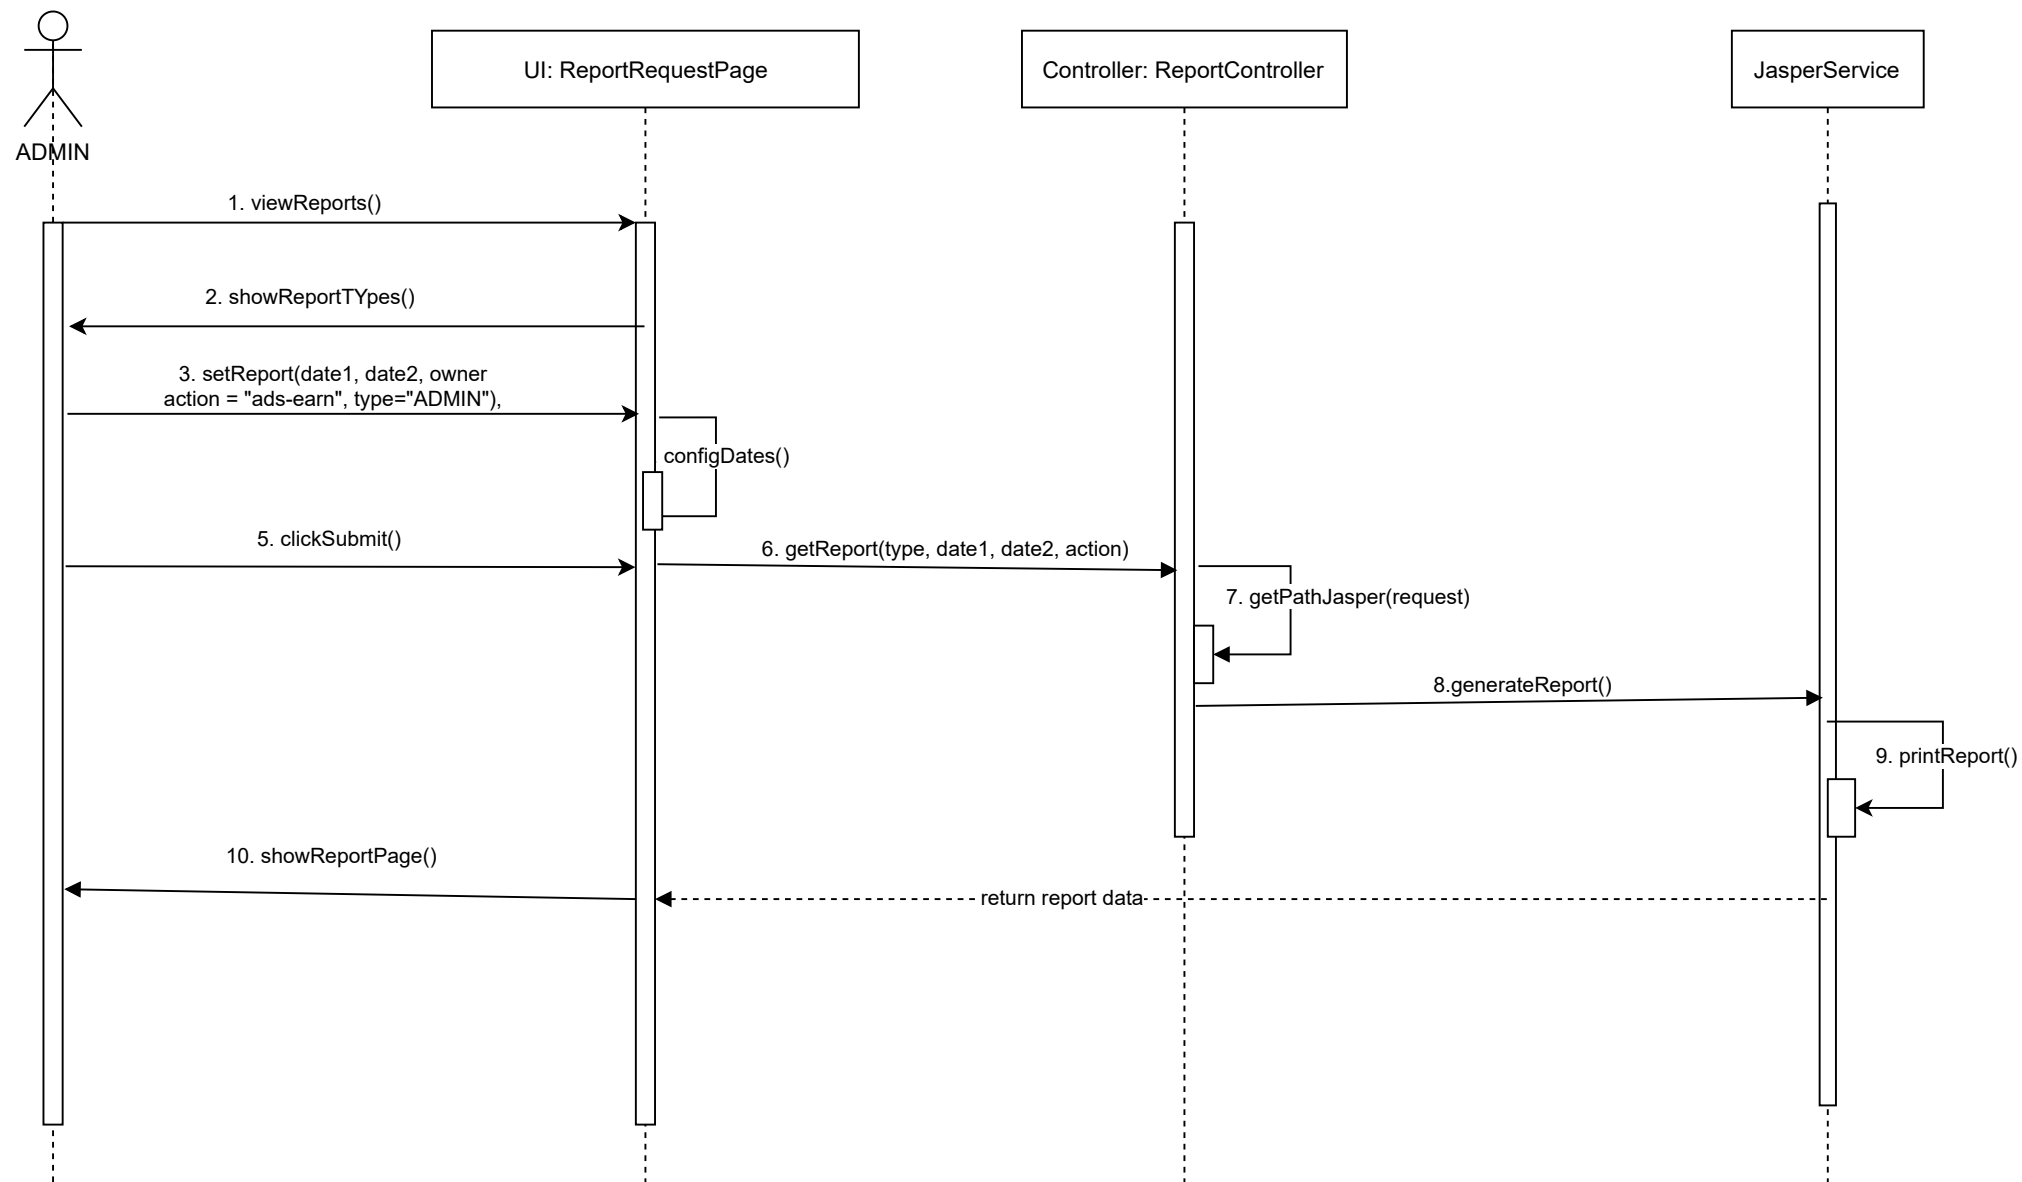 UI: ReportRequestPage
Controller: ReportController
JasperService
ADMIN
1. viewReports()
2. showReportTYpes()
3. setReport(date1, date2, owner
action = "ads-earn", type="ADMIN"),
configDates()
5. clickSubmit()
6. getReport(type, date1, date2, action)
7. getPathJasper(request)
8.generateReport()
9. printReport()
10. showReportPage()
return report data